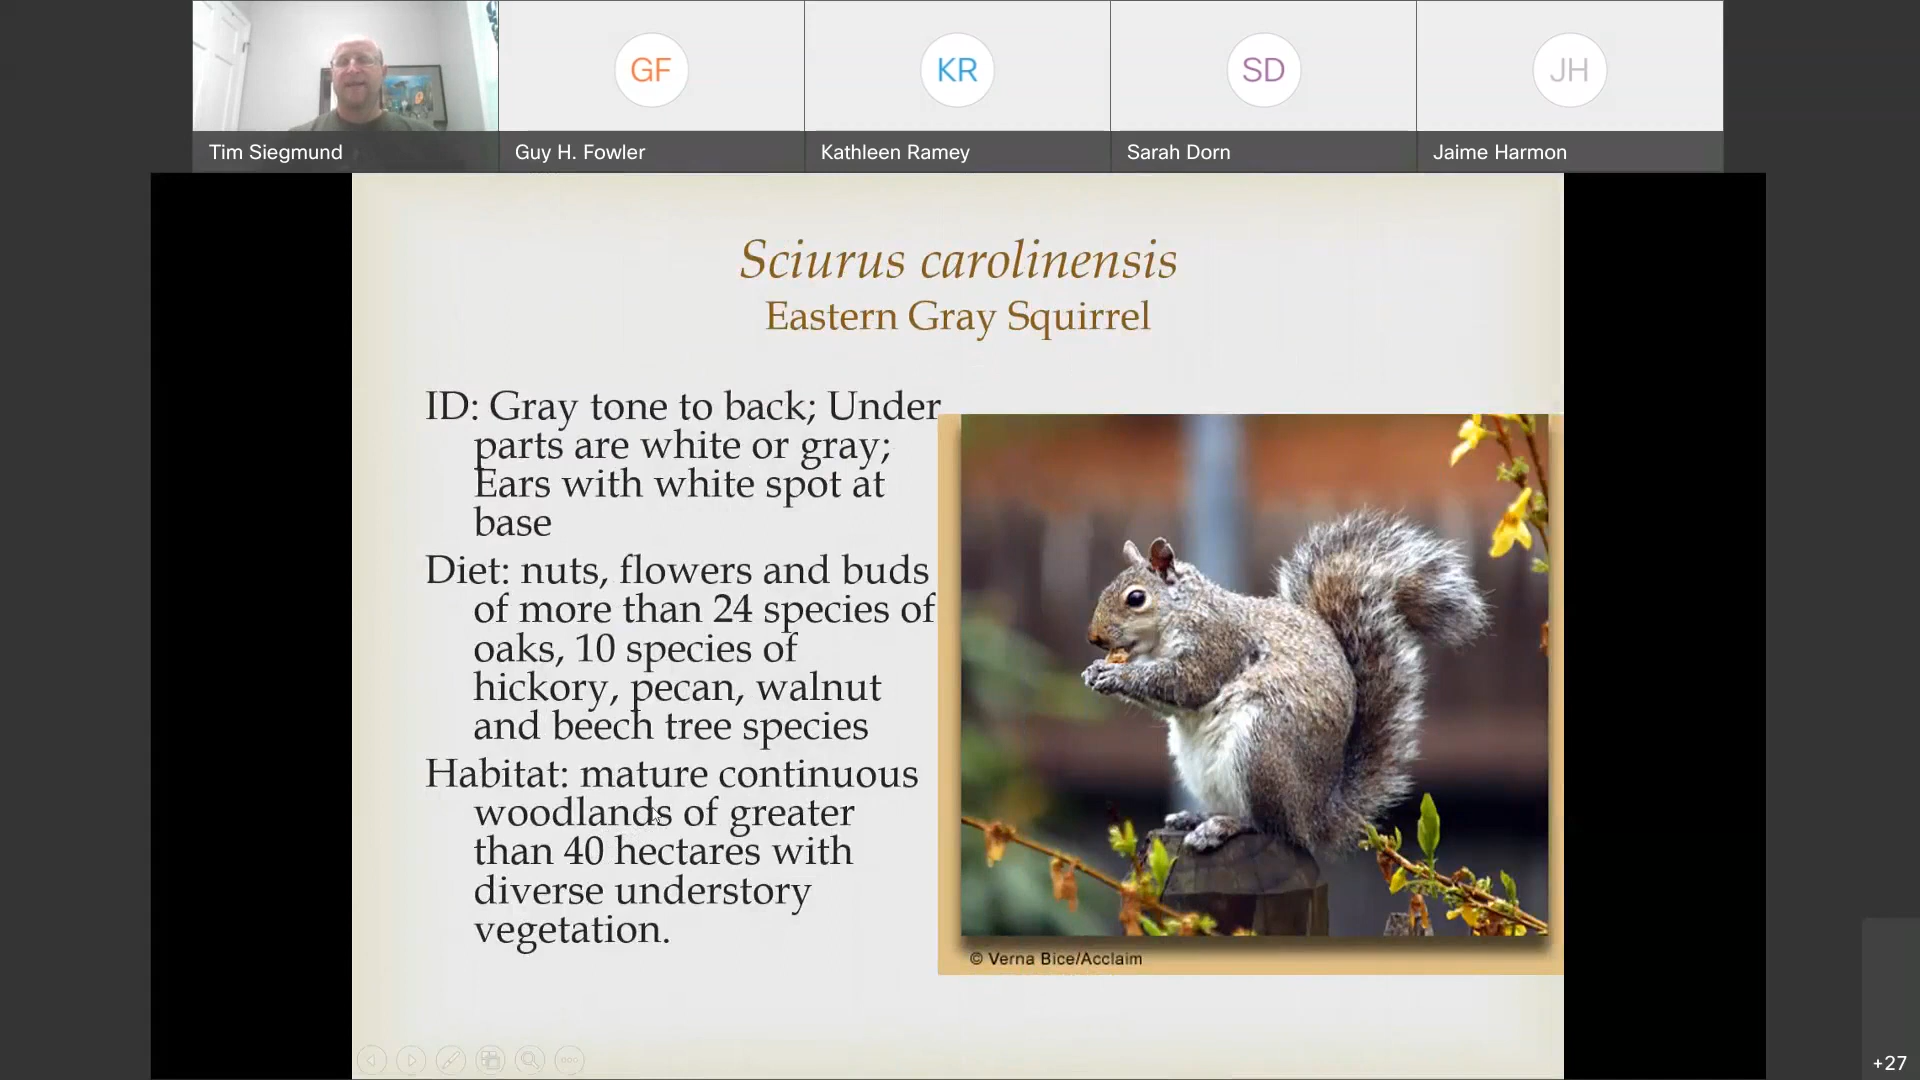 GF
KR
SD
JH
Tim Siegmund
Guy H. Fowler
Kathleen Ramey
Sarah Dorn
Jaime Harmon
Sciurus carolinensis
Eastern Gray Squirrel
ID: Gray tone to back; Under
parts are white or gray;
Ears with white spot at
base
Diet: nuts, flowers and buds
of more than 24 species of
oaks, 10 species of
hickory, pecan, walnut
and beech tree species
Habitat: mature continuous
woodlands of greater
than 40 hectares with
diverse understory
vegetation.
© Verna Bice/Acclaim
+27